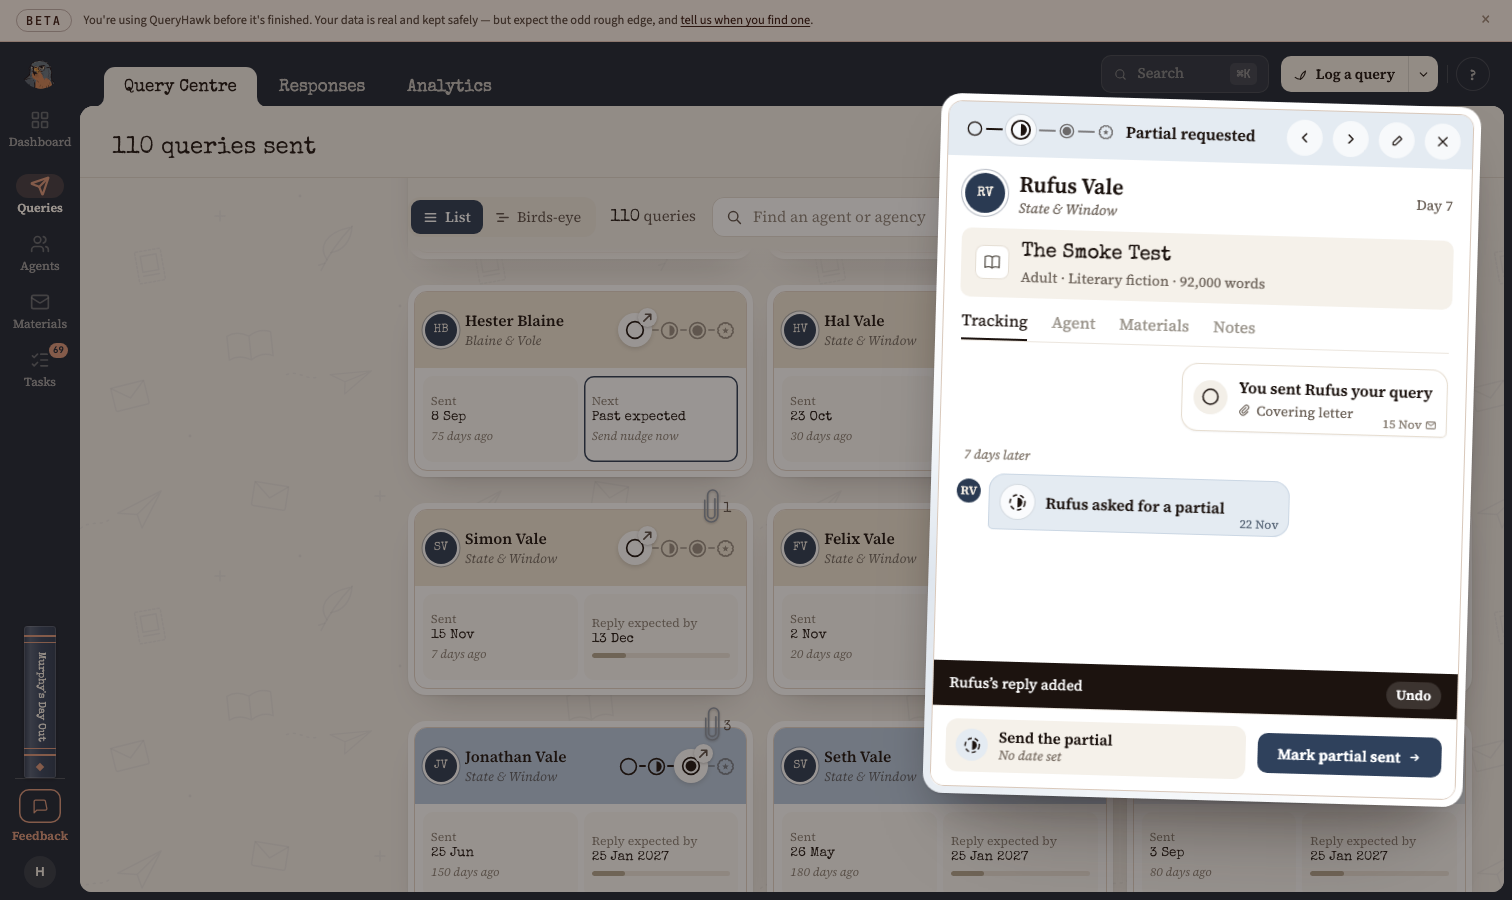 BETA You're using QueryHawk before it's finished. Your data is real and kept safely — but expect the odd rough edge, and tell us when you find one. ×
Query Centre
Responses
Analytics
Search ⌘K
Log a query
?
Dashboard
Queries
Agents
Materials
69
Tasks
Murphy's Day Out
Feedback
H
110 queries sent
List
Birds-eye
110 queries
Find an agent or agency
HB
Hester Blaine
Blaine & Vole
Sent
8 Sep
75 days ago
Next
Past expected
Send nudge now
HV
Hal Vale
State & Window
Sent
23 Oct
30 days ago
1
SV
Simon Vale
State & Window
Sent
15 Nov
7 days ago
Reply expected by
13 Dec
FV
Felix Vale
State & Window
Sent
2 Nov
20 days ago
3
JV
Jonathan Vale
State & Window
Sent
25 Jun
150 days ago
Reply expected by
25 Jan 2027
SV
Seth Vale
State & Window
Sent
26 May
180 days ago
Reply expected by
25 Jan 2027
Sent
3 Sep
80 days ago
Reply expected by
25 Jan 2027
Partial requested
RV
Rufus Vale
State & Window
Day 7
The Smoke Test
Adult · Literary fiction · 92,000 words
Tracking
Agent
Materials
Notes
You sent Rufus your query
Covering letter
15 Nov
7 days later
RV
Rufus asked for a partial
22 Nov
Rufus's reply added
Undo
Send the partial
No date set
Mark partial sent →